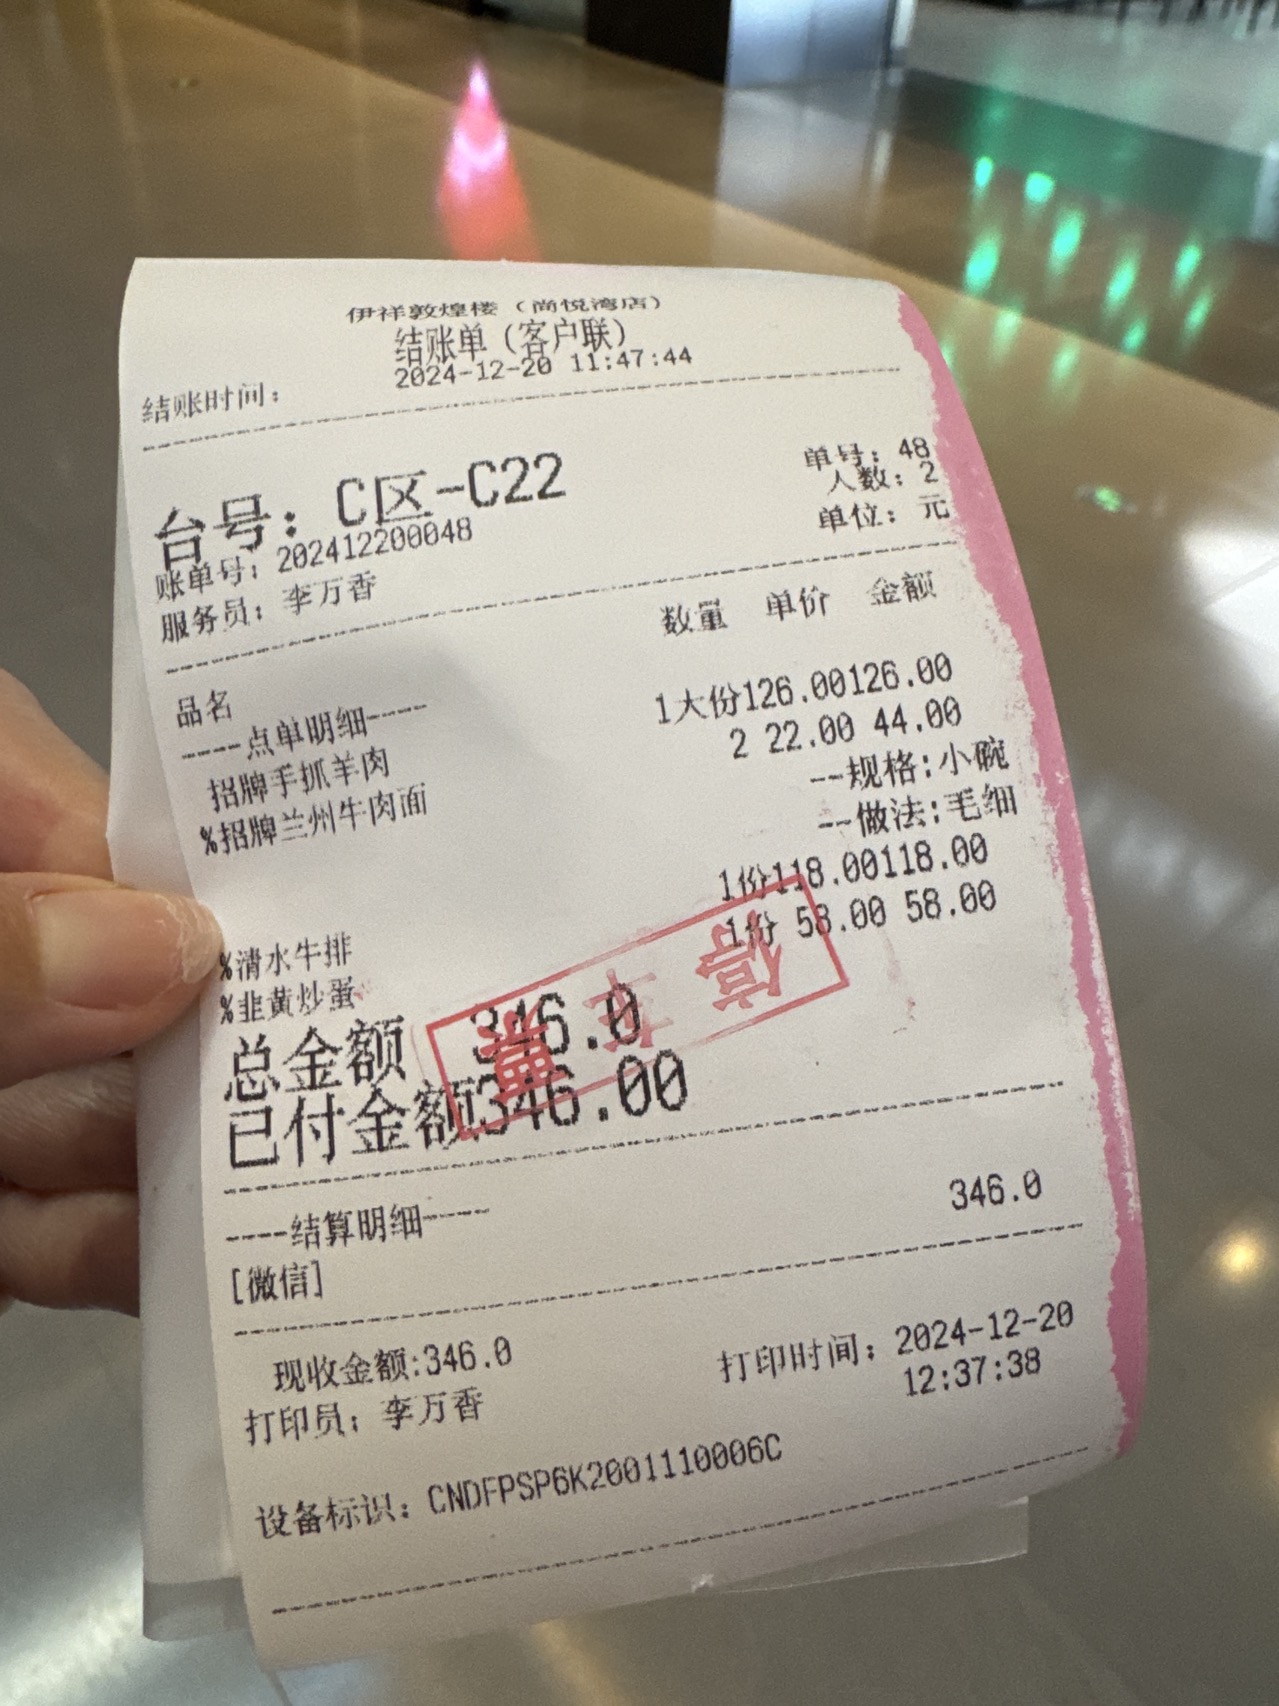 伊祥敦煌楼（尚悦湾店）
结账单（客户联）
结账时间： 2024-12-20 11:47:44
台号：C区-C22 单号：48
人数：2
账单号：202412200048 单位：元
服务员：李万香
品名 数量 单价 金额
----点单明细----
招牌手抓羊肉 1大份126.00126.00
%招牌兰州牛肉面 2 22.00 44.00
--规格:小碗
--做法:毛细
%清水牛排 1份118.00118.00
%韭黄炒蛋 1份 58.00 58.00
总金额 346.0
已付金额346.00
----结算明细----
[微信] 346.0
现收金额:346.0
打印员：李万香 打印时间：2024-12-20
12:37:38
设备标识：CNDFPSP6K2001110006C